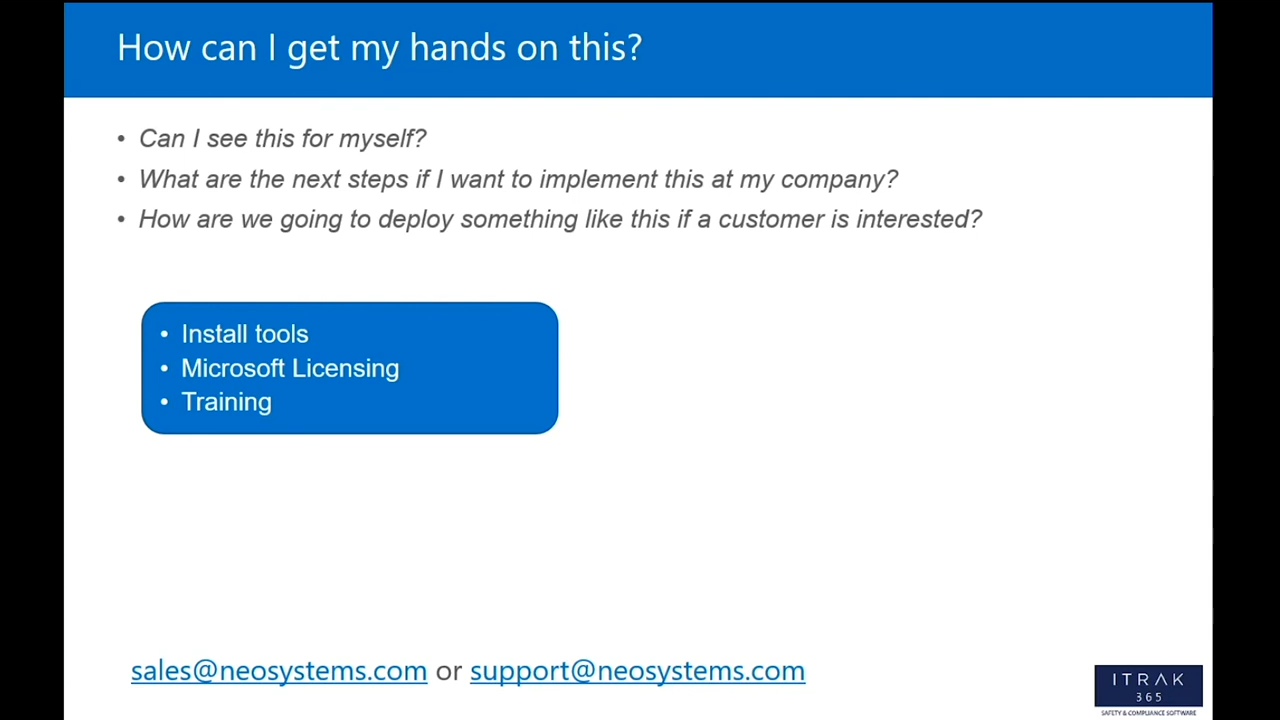 How can I get my hands on this?
• Can I see this for myself?
• What are the next steps if I want to implement this at my company?
• How are we going to deploy something like this if a customer is interested?
• Install tools
• Microsoft Licensing
• Training
sales@neosystems.com or support@neosystems.com
ITRAK
365
SAFETY & COMPLIANCE SOFTWARE